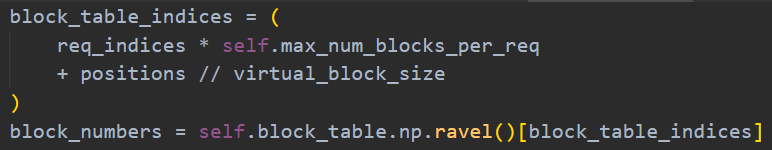 block_table_indices = (
    req_indices * self.max_num_blocks_per_req
    + positions // virtual_block_size
)
block_numbers = self.block_table.np.ravel()[block_table_indices]